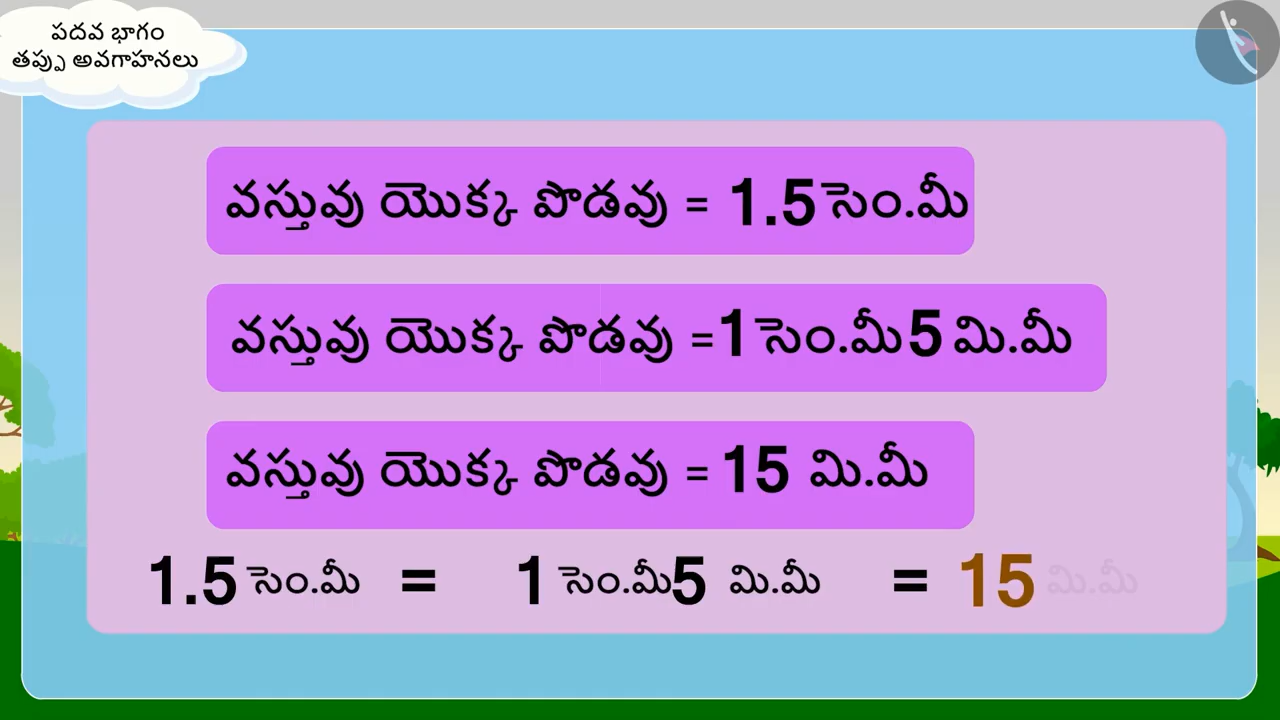 పదవ భాగం
తప్పు అవగాహనలు
వస్తువు యొక్క పొడవు = 1.5 సెం.మీ
వస్తువు యొక్క పొడవు =1 సెం.మీ 5 మి.మీ
వస్తువు యొక్క పొడవు = 15 మి.మీ
1.5 సెం.మీ = 1 సెం.మీ5 మి.మీ = 15 మి.మీ